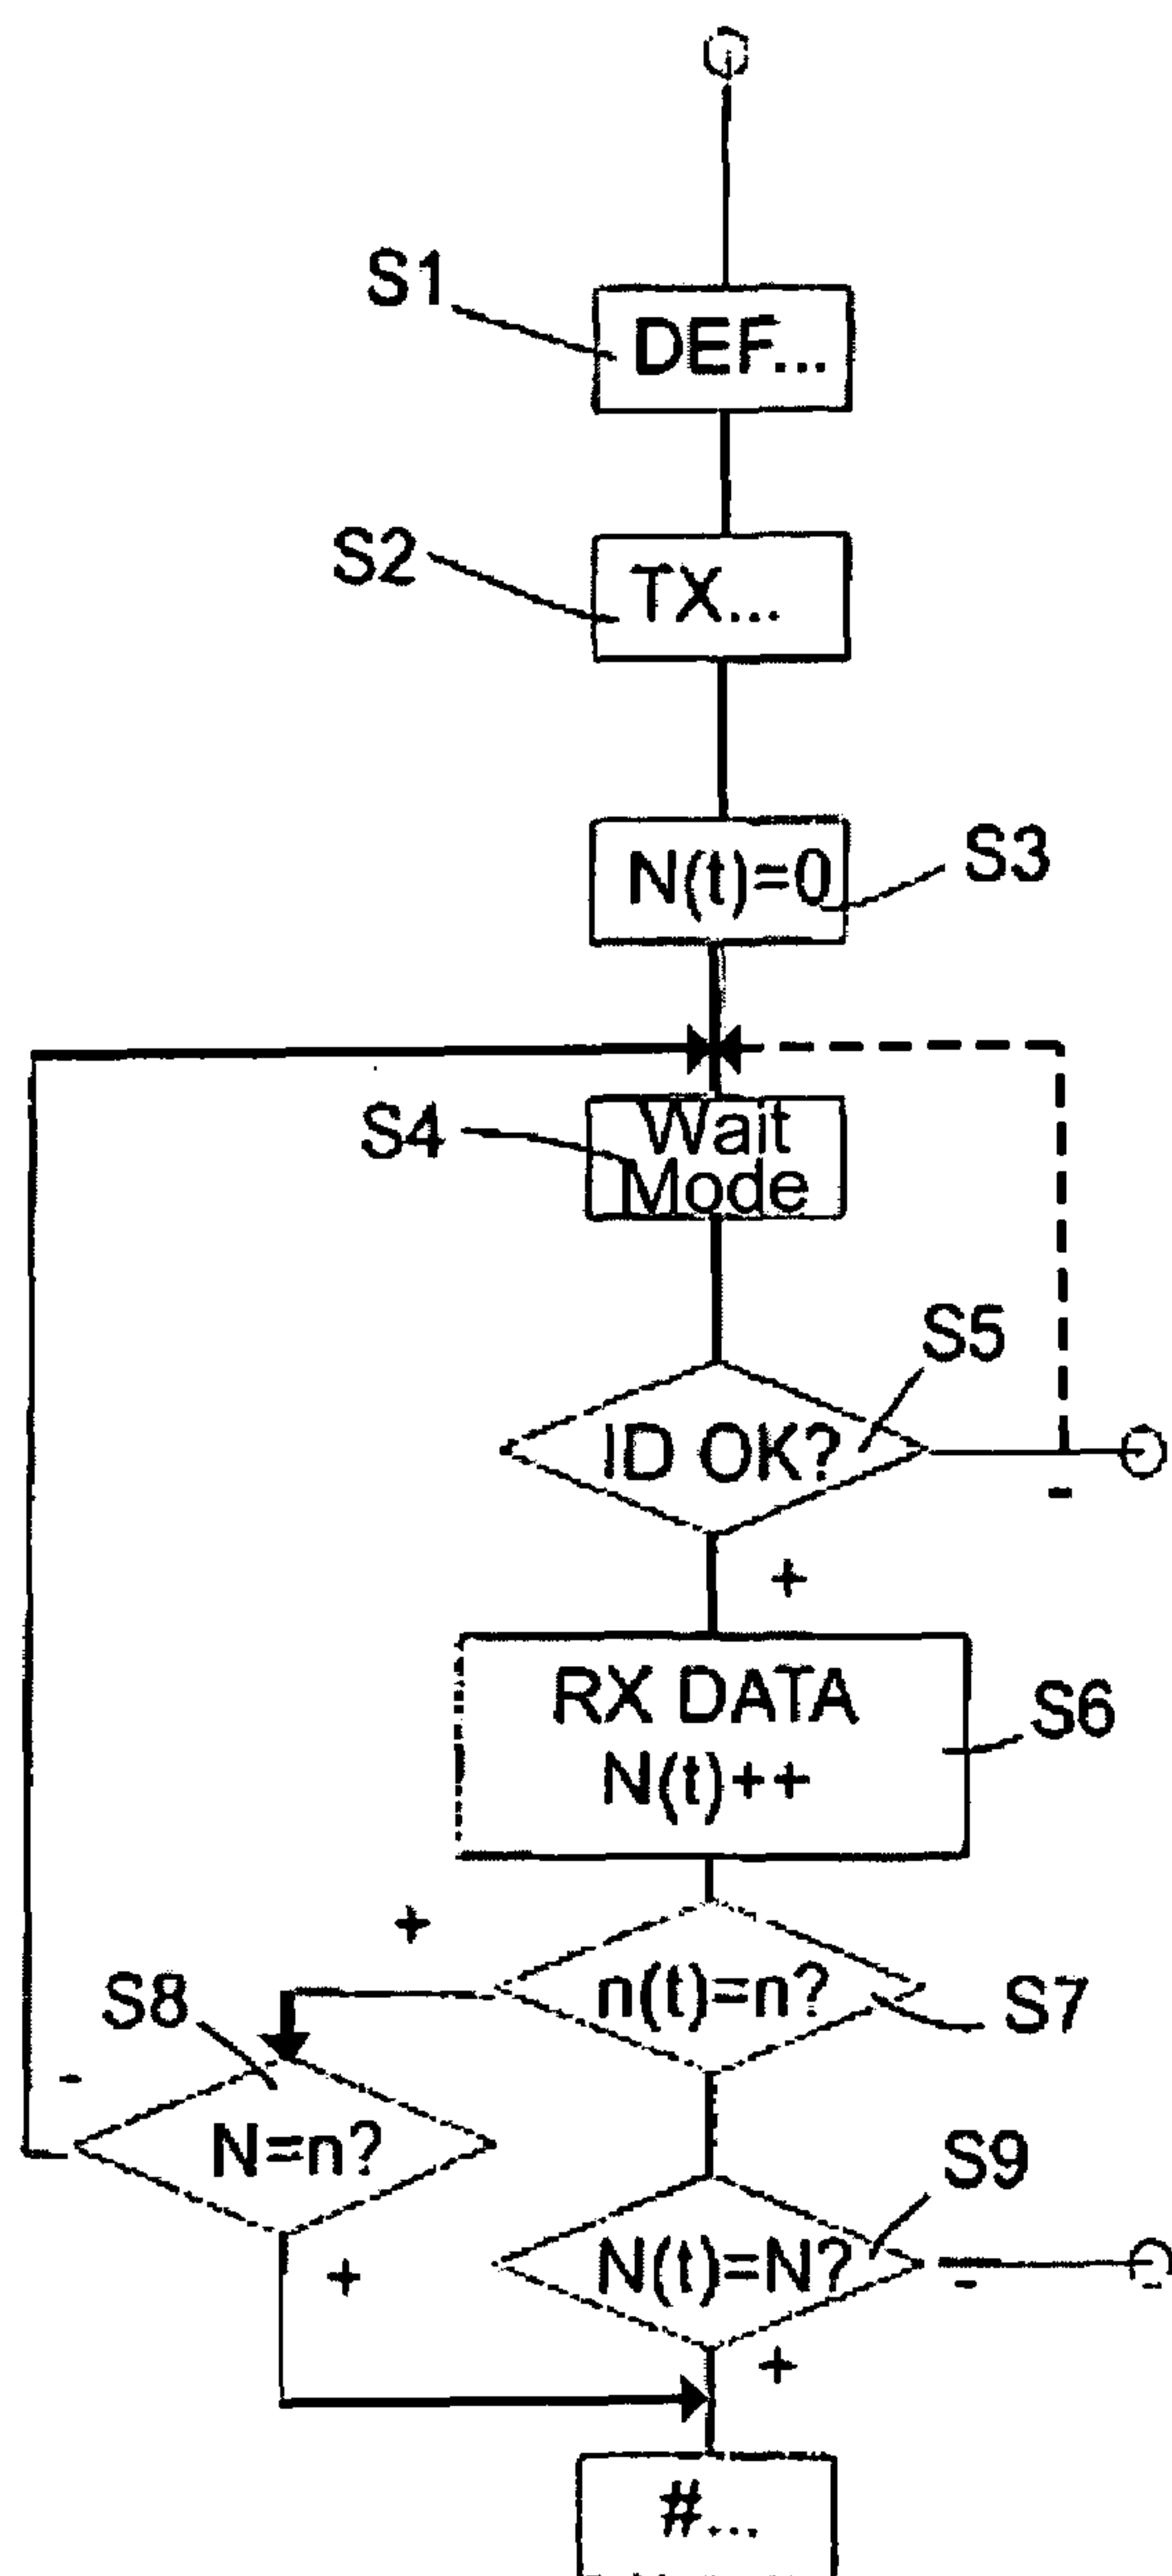 S1
DEF...
S2
TX...
N(t)=0
S3
S4
Wait
Mode
S5
ID OK?
-
+
RX DATA
N(t)++
S6
+
n(t)=n?
S7
S8
-
N=n?
+
S9
N(t)=N?
-
+
#...